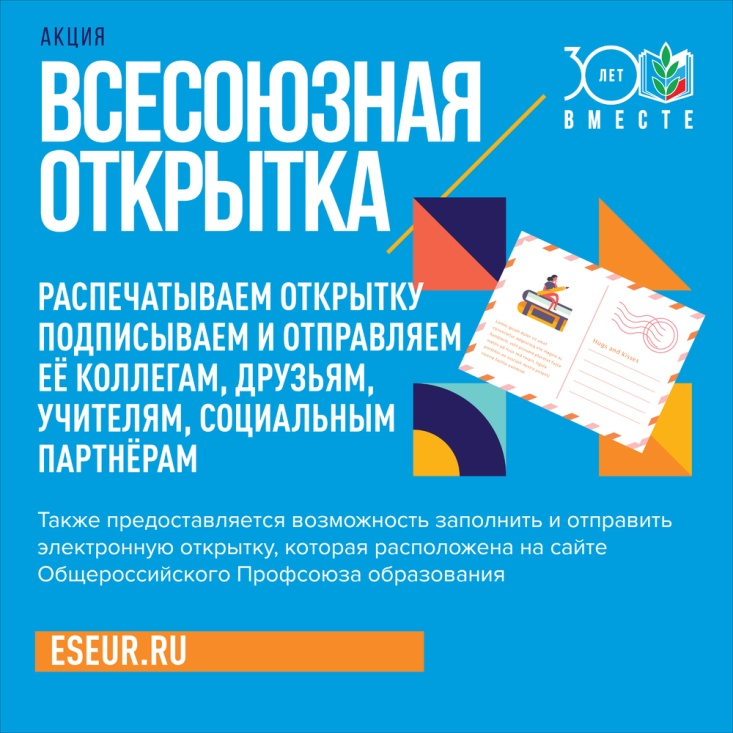 АКЦИЯ
ВСЕСОЮЗНАЯ
ОТКРЫТКА
30 ЛЕТ
ВМЕСТЕ
РАСПЕЧАТЫВАЕМ ОТКРЫТКУ
ПОДПИСЫВАЕМ И ОТПРАВЛЯЕМ
ЕЁ КОЛЛЕГАМ, ДРУЗЬЯМ,
УЧИТЕЛЯМ, СОЦИАЛЬНЫМ
ПАРТНЁРАМ
Hugs and kisses
Также предоставляется возможность заполнить и отправить
электронную открытку, которая расположена на сайте
Общероссийского Профсоюза образования
ESEUR.RU